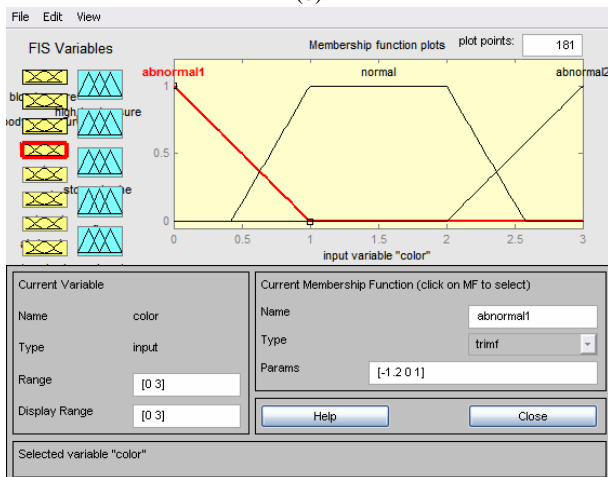 File Edit View
FIS Variables
Membership function plots plot points: 181
abnormal1 normal abnormal2
1
0.5
0
0 0.5 1 1.5 2 2.5 3
input variable "color"
Current Variable
Name color
Type input
Range [0 3]
Display Range [0 3]
Current Membership Function (click on MF to select)
Name abnormal1
Type trimf
Params [-1.2 0 1]
Help Close
Selected variable "color"